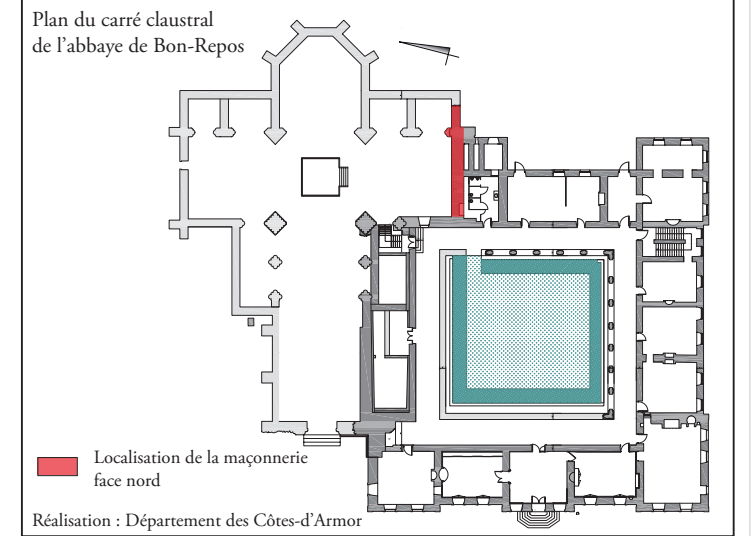 Plan du carré claustral
de l’abbaye de Bon-Repos
Localisation de la maçonnerie
face nord
Réalisation : Département des Côtes-d’Armor